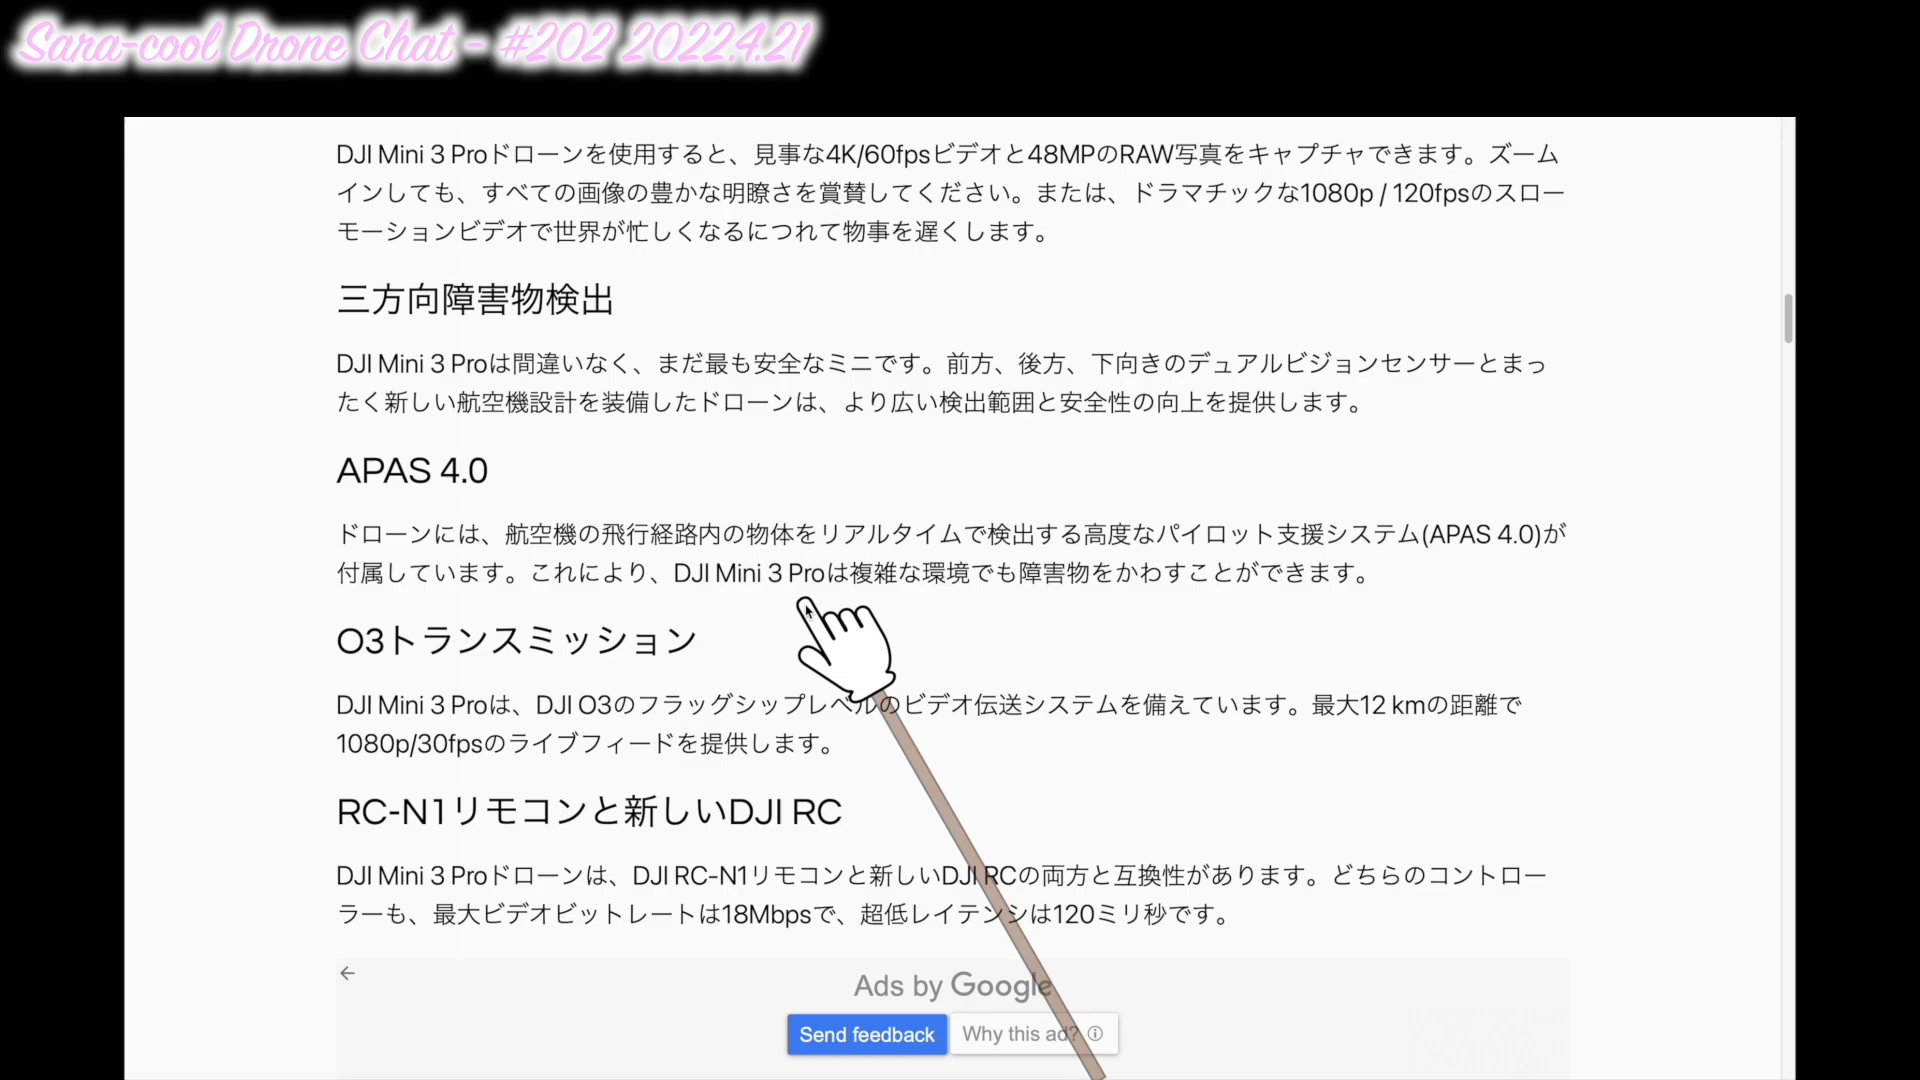 Sara-cool Drone Chat - #202 2022.4.21
DJI Mini 3 Proドローンを使用すると、見事な4K/60fpsビデオと48MPのRAW写真をキャプチャできます。ズーム
インしても、すべての画像の豊かな明瞭さを賞賛してください。または、ドラマチックな1080p / 120fpsのスロー
モーションビデオで世界が忙しくなるにつれて物事を遅くします。
三方向障害物検出
DJI Mini 3 Proは間違いなく、まだ最も安全なミニです。前方、後方、下向きのデュアルビジョンセンサーとまっ
たく新しい航空機設計を装備したドローンは、より広い検出範囲と安全性の向上を提供します。
APAS 4.0
ドローンには、航空機の飛行経路内の物体をリアルタイムで検出する高度なパイロット支援システム(APAS 4.0)が
付属しています。これにより、DJI Mini 3 Proは複雑な環境でも障害物をかわすことができます。
O3トランスミッション
DJI Mini 3 Proは、DJI O3のフラッグシップレベルのビデオ伝送システムを備えています。最大12 kmの距離で
1080p/30fpsのライブフィードを提供します。
RC-N1リモコンと新しいDJI RC
DJI Mini 3 Proドローンは、DJI RC-N1リモコンと新しいDJI RCの両方と互換性があります。どちらのコントロー
ラーも、最大ビデオビットレートは18Mbpsで、超低レイテンシは120ミリ秒です。
Ads by Google
Send feedback
Why this ad?